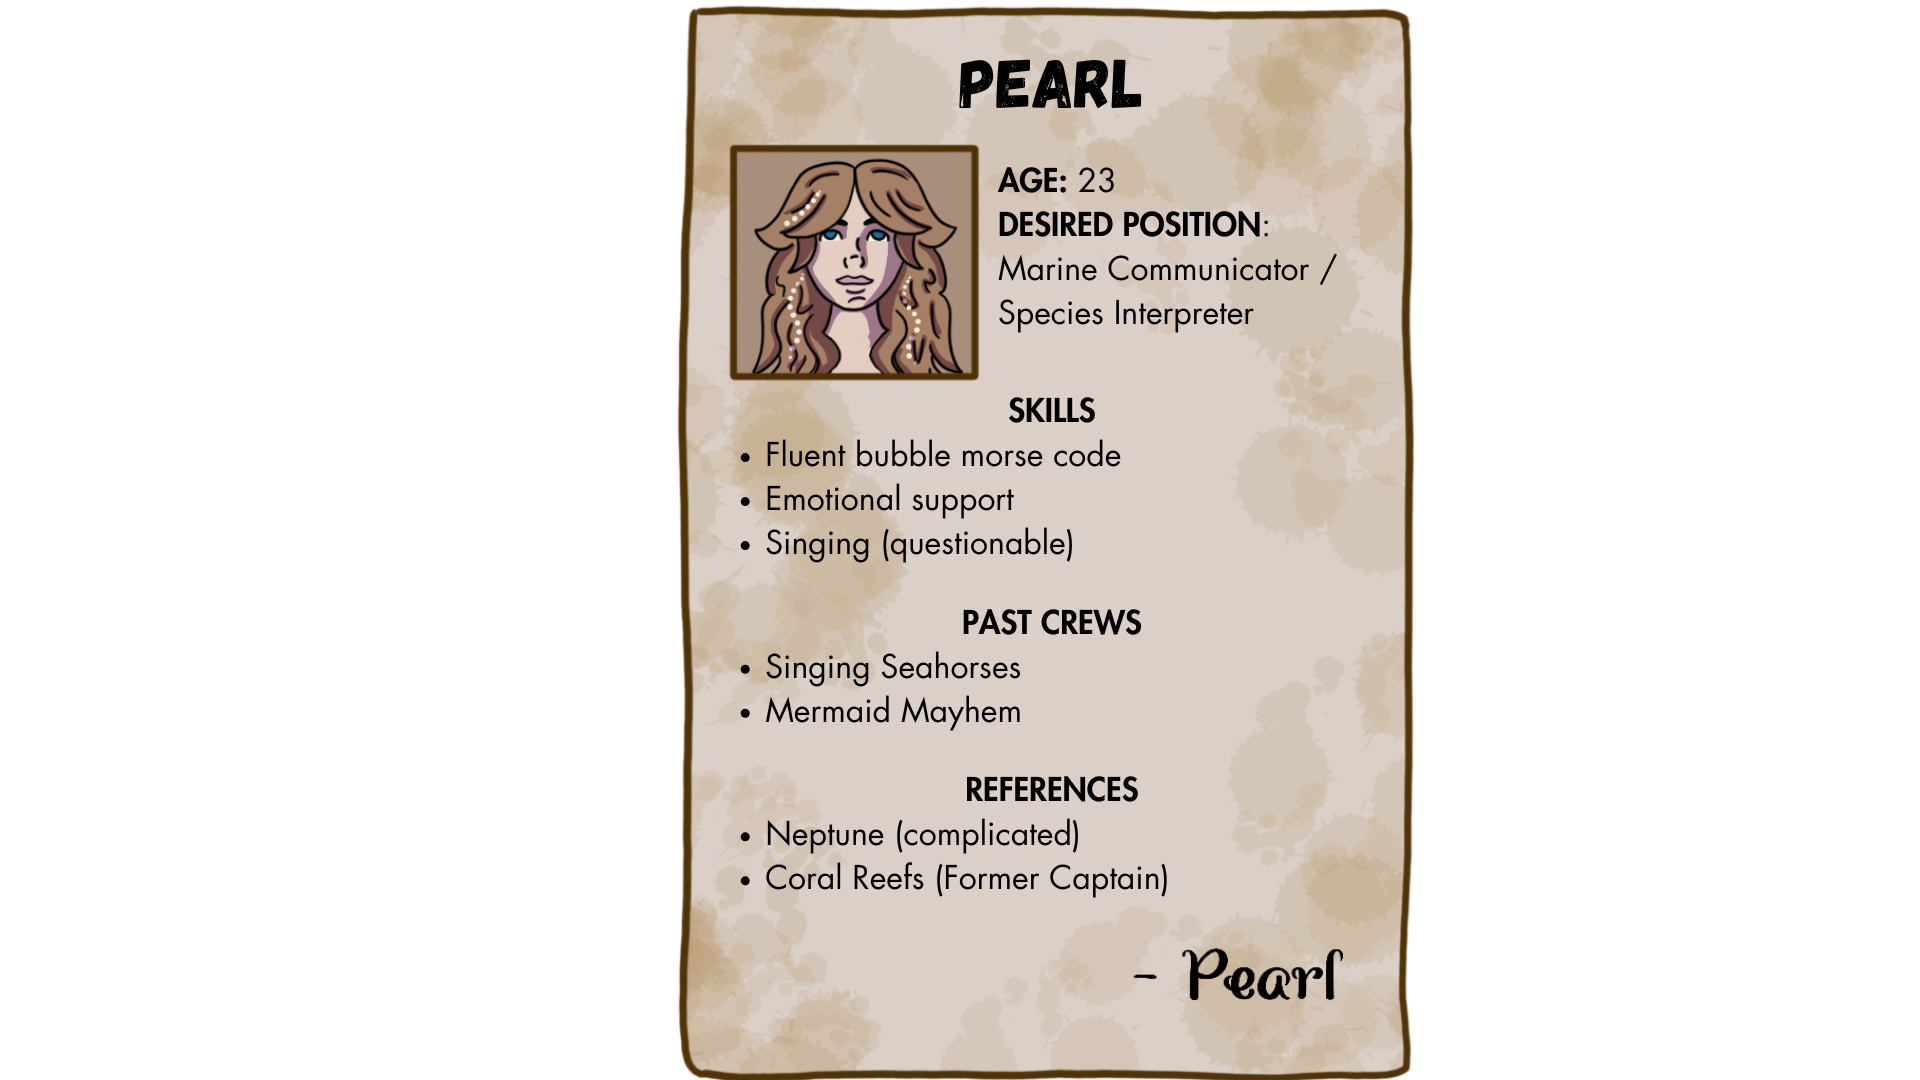 PEARL
AGE: 23
DESIRED POSITION:
Marine Communicator /
Species Interpreter
SKILLS
• Fluent bubble morse code
• Emotional support
• Singing (questionable)
PAST CREWS
• Singing Seahorses
• Mermaid Mayhem
REFERENCES
• Neptune (complicated)
• Coral Reefs (Former Captain)
- Pearl